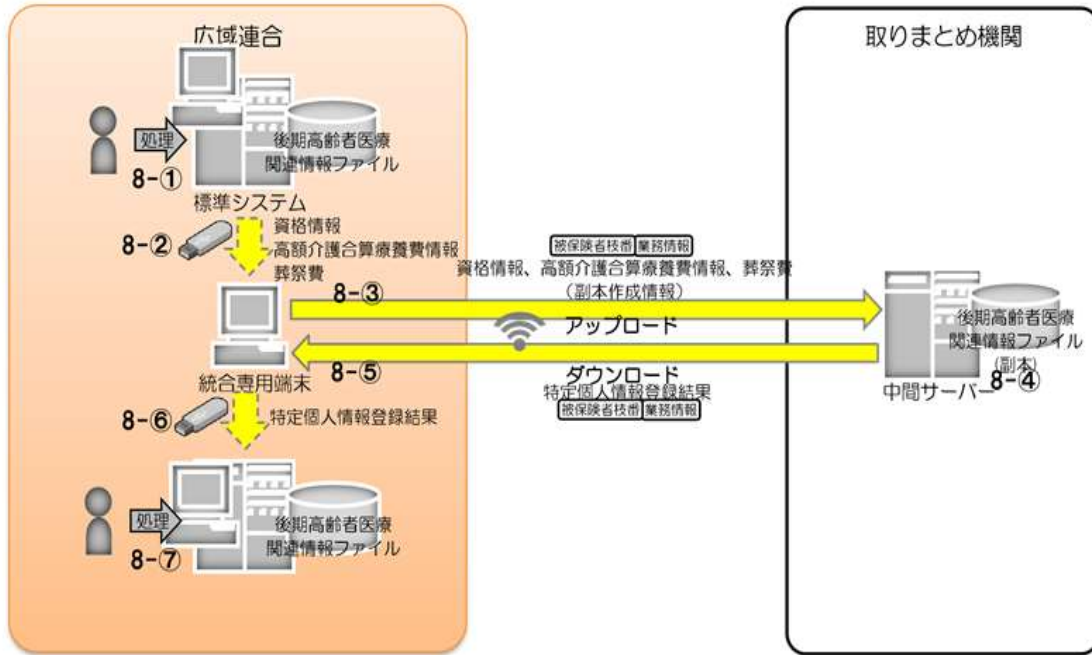 広域連合
取りまとめ機関
処理
8-①
後期高齢者医療
関連情報ファイル
標準システム
8-②
資格情報
高額介護合算療養費情報
葬祭費
被保険者枝番 業務情報
資格情報、高額介護合算療養費情報、葬祭費
（副本作成情報）
8-③
アップロード
後期高齢者医療
関連情報ファイル
(副本)
8-④
中間サーバー
8-⑤
統合専用端末
ダウンロード
特定個人情報登録結果
被保険者枝番 業務情報
8-⑥
特定個人情報登録結果
処理
8-⑦
後期高齢者医療
関連情報ファイル